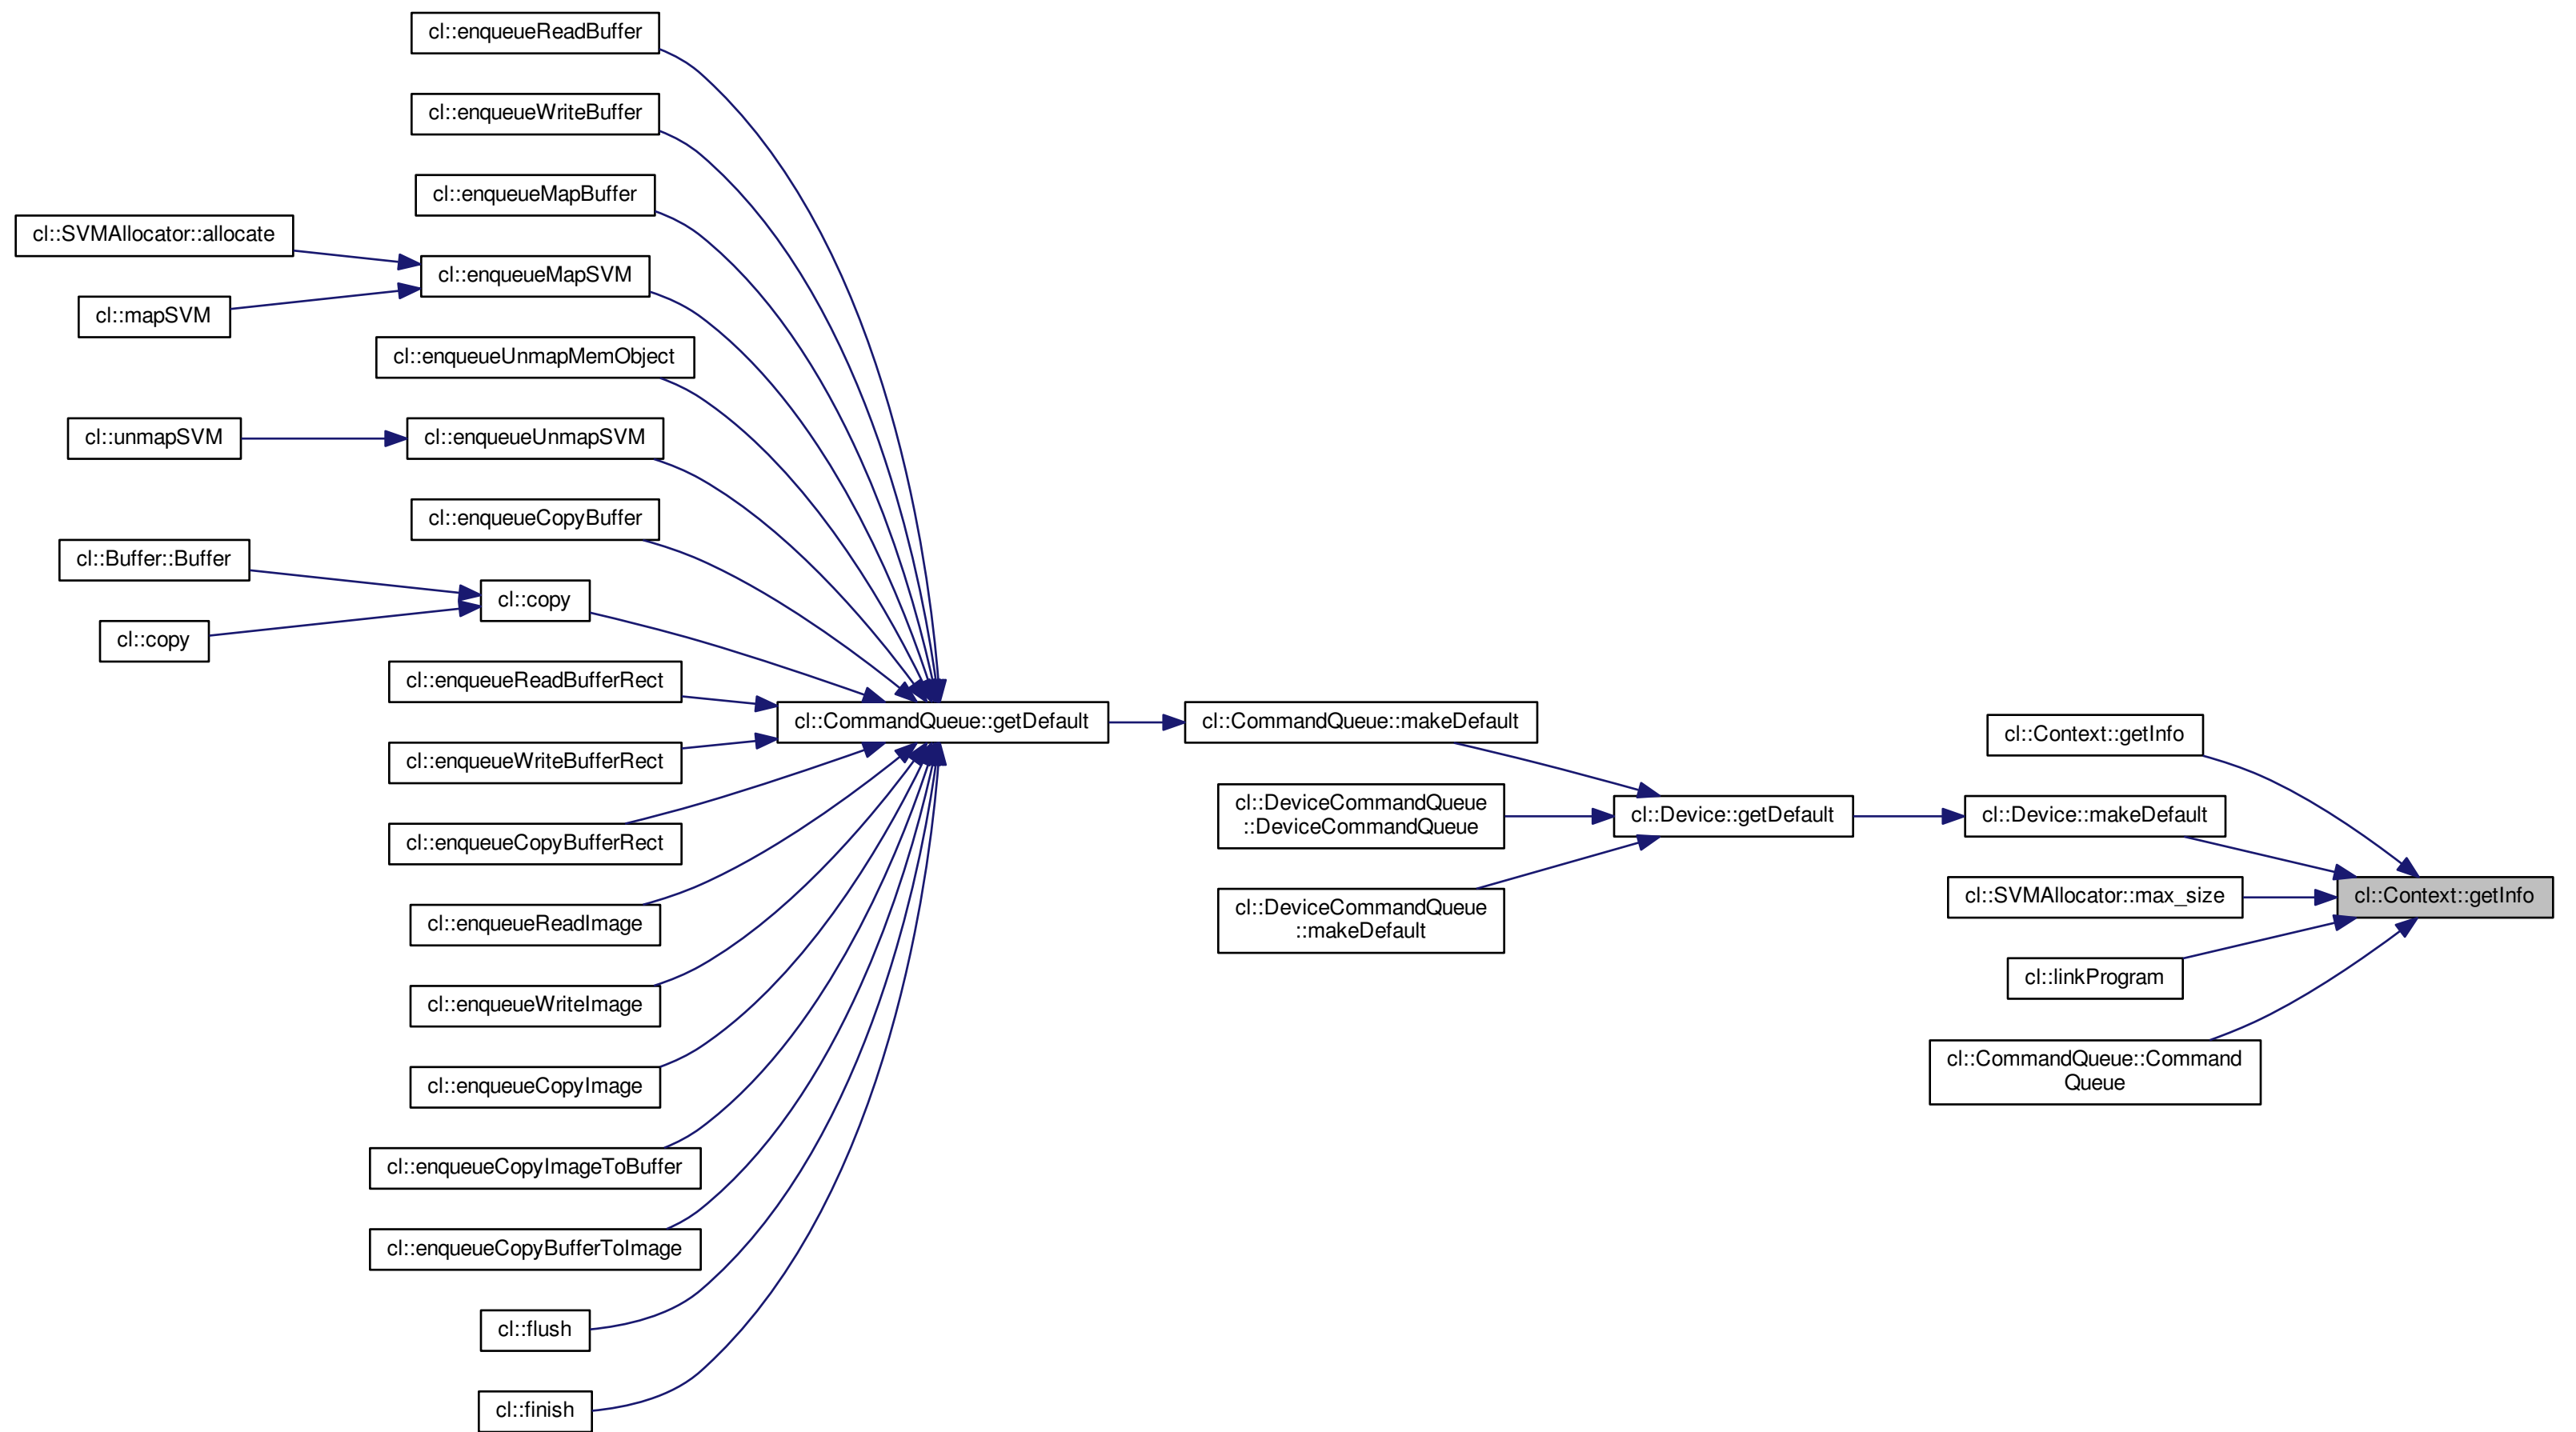 cl::enqueueReadBuffer
cl::enqueueWriteBuffer
cl::enqueueMapBuffer
cl::SVMAllocator::allocate
cl::enqueueMapSVM
cl::mapSVM
cl::enqueueUnmapMemObject
cl::unmapSVM
cl::enqueueUnmapSVM
cl::enqueueCopyBuffer
cl::Buffer::Buffer
cl::copy
cl::copy
cl::enqueueReadBufferRect
cl::CommandQueue::getDefault
cl::CommandQueue::makeDefault
cl::Context::getInfo
cl::enqueueWriteBufferRect
cl::DeviceCommandQueue
::DeviceCommandQueue
cl::Device::getDefault
cl::Device::makeDefault
cl::enqueueCopyBufferRect
cl::SVMAllocator::max_size
cl::Context::getInfo
cl::DeviceCommandQueue
::makeDefault
cl::enqueueReadImage
cl::linkProgram
cl::enqueueWriteImage
cl::CommandQueue::Command
Queue
cl::enqueueCopyImage
cl::enqueueCopyImageToBuffer
cl::enqueueCopyBufferToImage
cl::flush
cl::finish